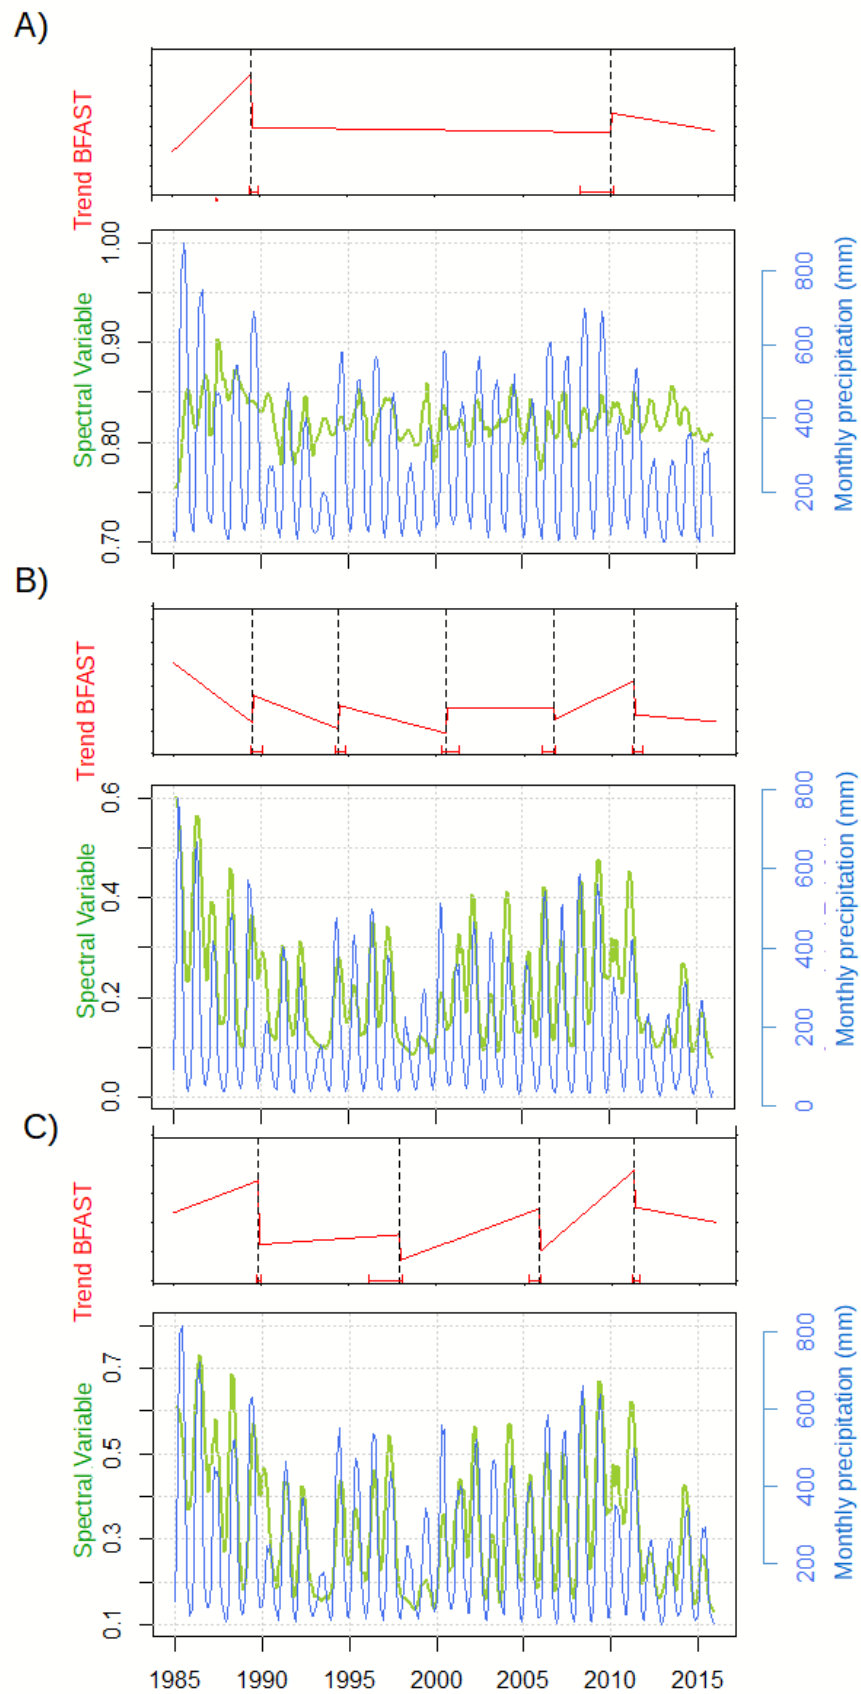 A)
Trend BFAST
Spectral Variable
1.00
0.90
0.80
0.70
800
600
400
200
Monthly precipitation (mm)
B)
Trend BFAST
Spectral Variable
0.6
0.4
0.2
0.0
800
600
400
200
0
Monthly precipitation (mm)
C)
Trend BFAST
Spectral Variable
0.7
0.5
0.3
0.1
800
600
400
200
Monthly precipitation (mm)
1985 1990 1995 2000 2005 2010 2015